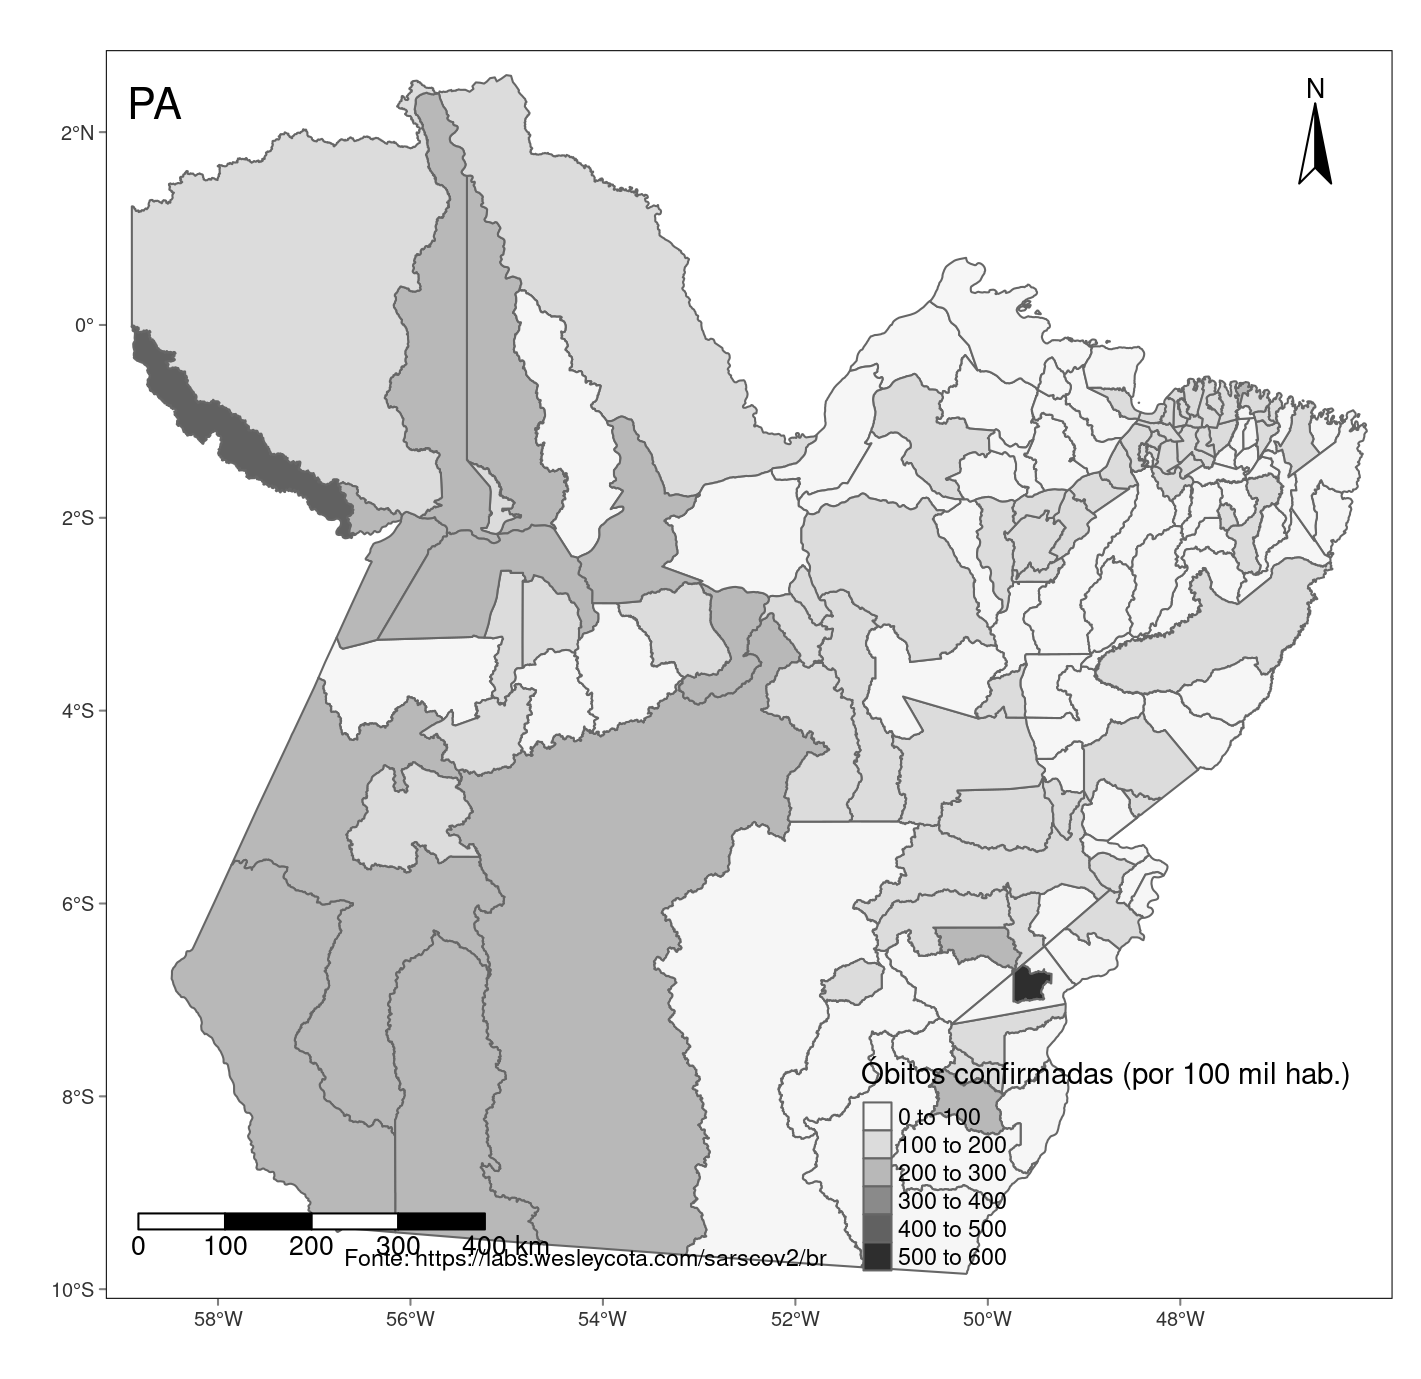 PA
N
2°N
0°
2°S
4°S
6°S
8°S
10°S
Óbitos confirmadas (por 100 mil hab.)
0 to 100
100 to 200
200 to 300
300 to 400
400 to 500
500 to 600
0 100 200 300 400 km
Fonte: https://labs.wesleycota.com/sarscov2/br
58°W 56°W 54°W 52°W 50°W 48°W